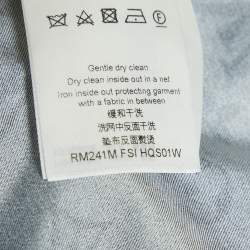 Gentle dry clean
Dry clean inside out in a net
Iron inside out protecting garment
with a fabric in between
缓和干洗
洗网中反面干洗
垫布反面熨烫
RM241M FSI HQS01W